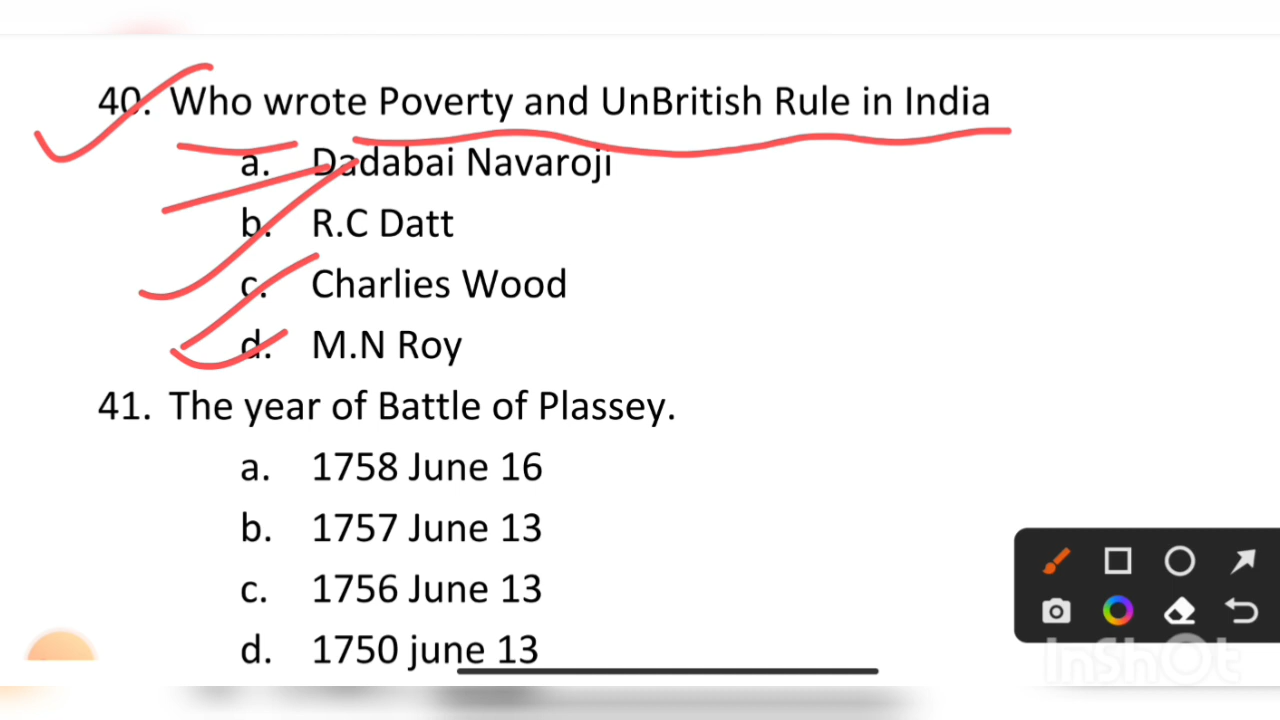 40. Who wrote Poverty and UnBritish Rule in India
a. Dadabai Navaroji
b. R.C Datt
c. Charlies Wood
d. M.N Roy
41. The year of Battle of Plassey.
a. 1758 June 16
b. 1757 June 13
c. 1756 June 13
d. 1750 june 13
InShOt